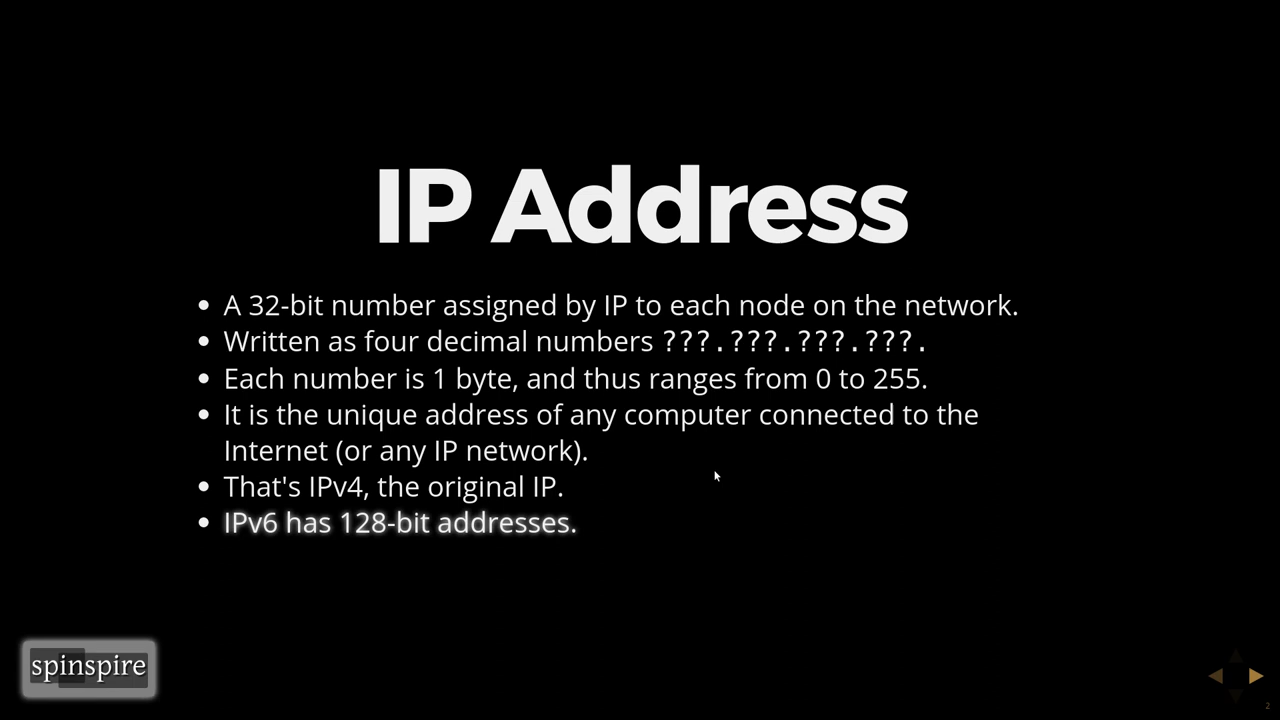 IP Address
A 32-bit number assigned by IP to each node on the network.
Written as four decimal numbers ???.???.???.???.
Each number is 1 byte, and thus ranges from 0 to 255.
It is the unique address of any computer connected to the
Internet (or any IP network).
That's IPv4, the original IP.
IPv6 has 128-bit addresses.
spinspire
2